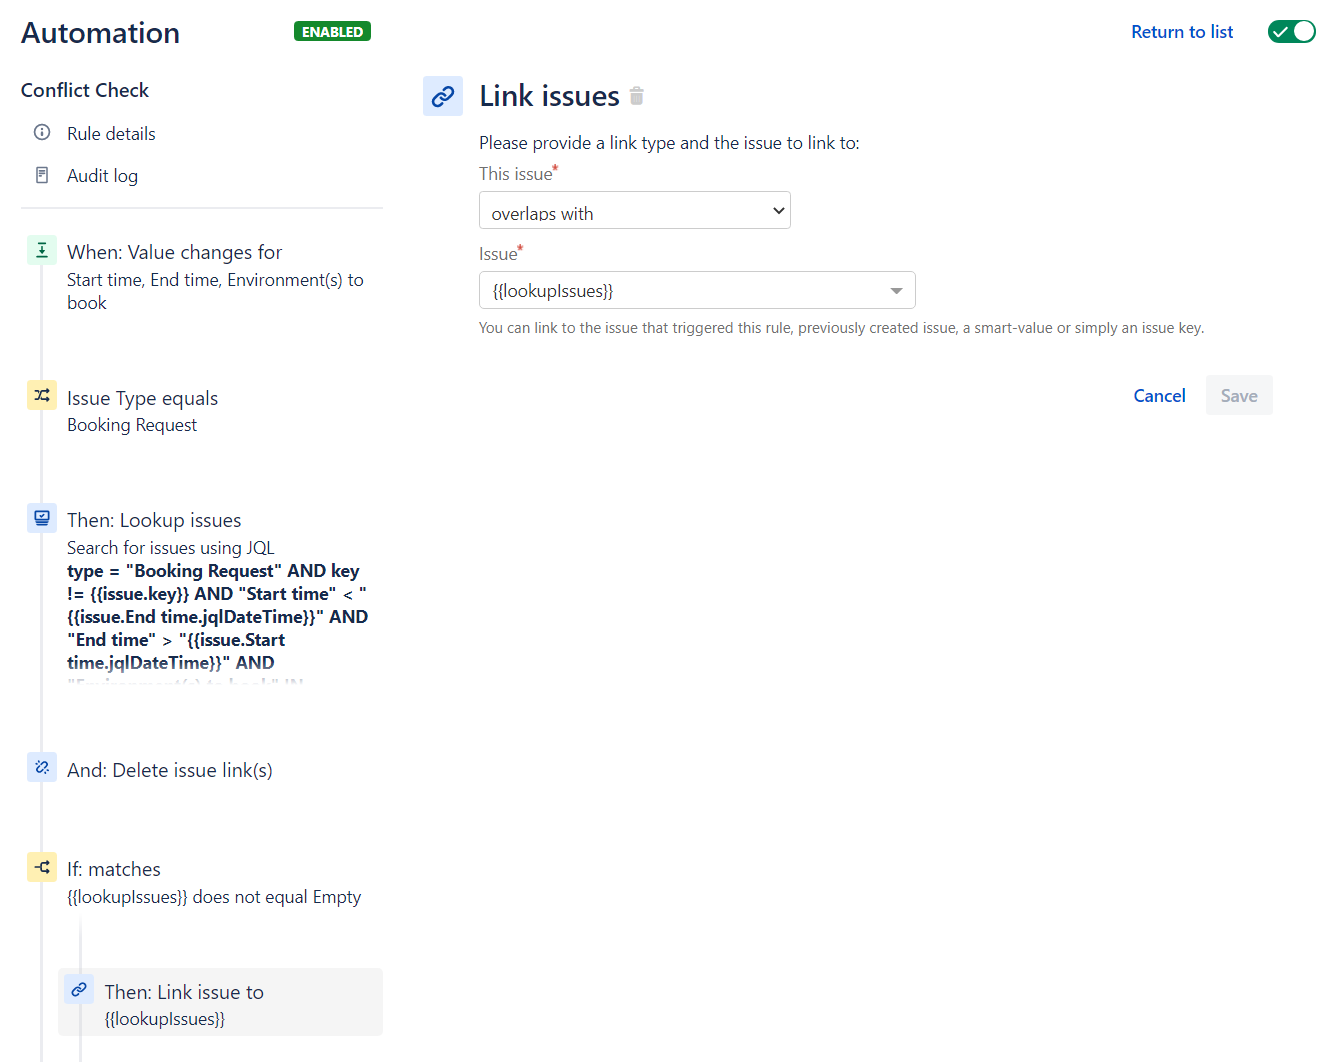 Automation
ENABLED
Return to list
Conflict Check
Rule details
Audit log
When: Value changes for
Start time, End time, Environment(s) to
book
Issue Type equals
Booking Request
Then: Lookup issues
Search for issues using JQL
type = "Booking Request" AND key
!= {{issue.key}} AND "Start time" < "
{{issue.End time.jqlDateTime}}" AND
"End time" > "{{issue.Start
time.jqlDateTime}}" AND
"Environment(s) to book" IN
And: Delete issue link(s)
If: matches
{{lookupIssues}} does not equal Empty
Then: Link issue to
{{lookupIssues}}
Link issues
Please provide a link type and the issue to link to:
This issue*
overlaps with
Issue*
{{lookupIssues}}
You can link to the issue that triggered this rule, previously created issue, a smart-value or simply an issue key.
Cancel
Save